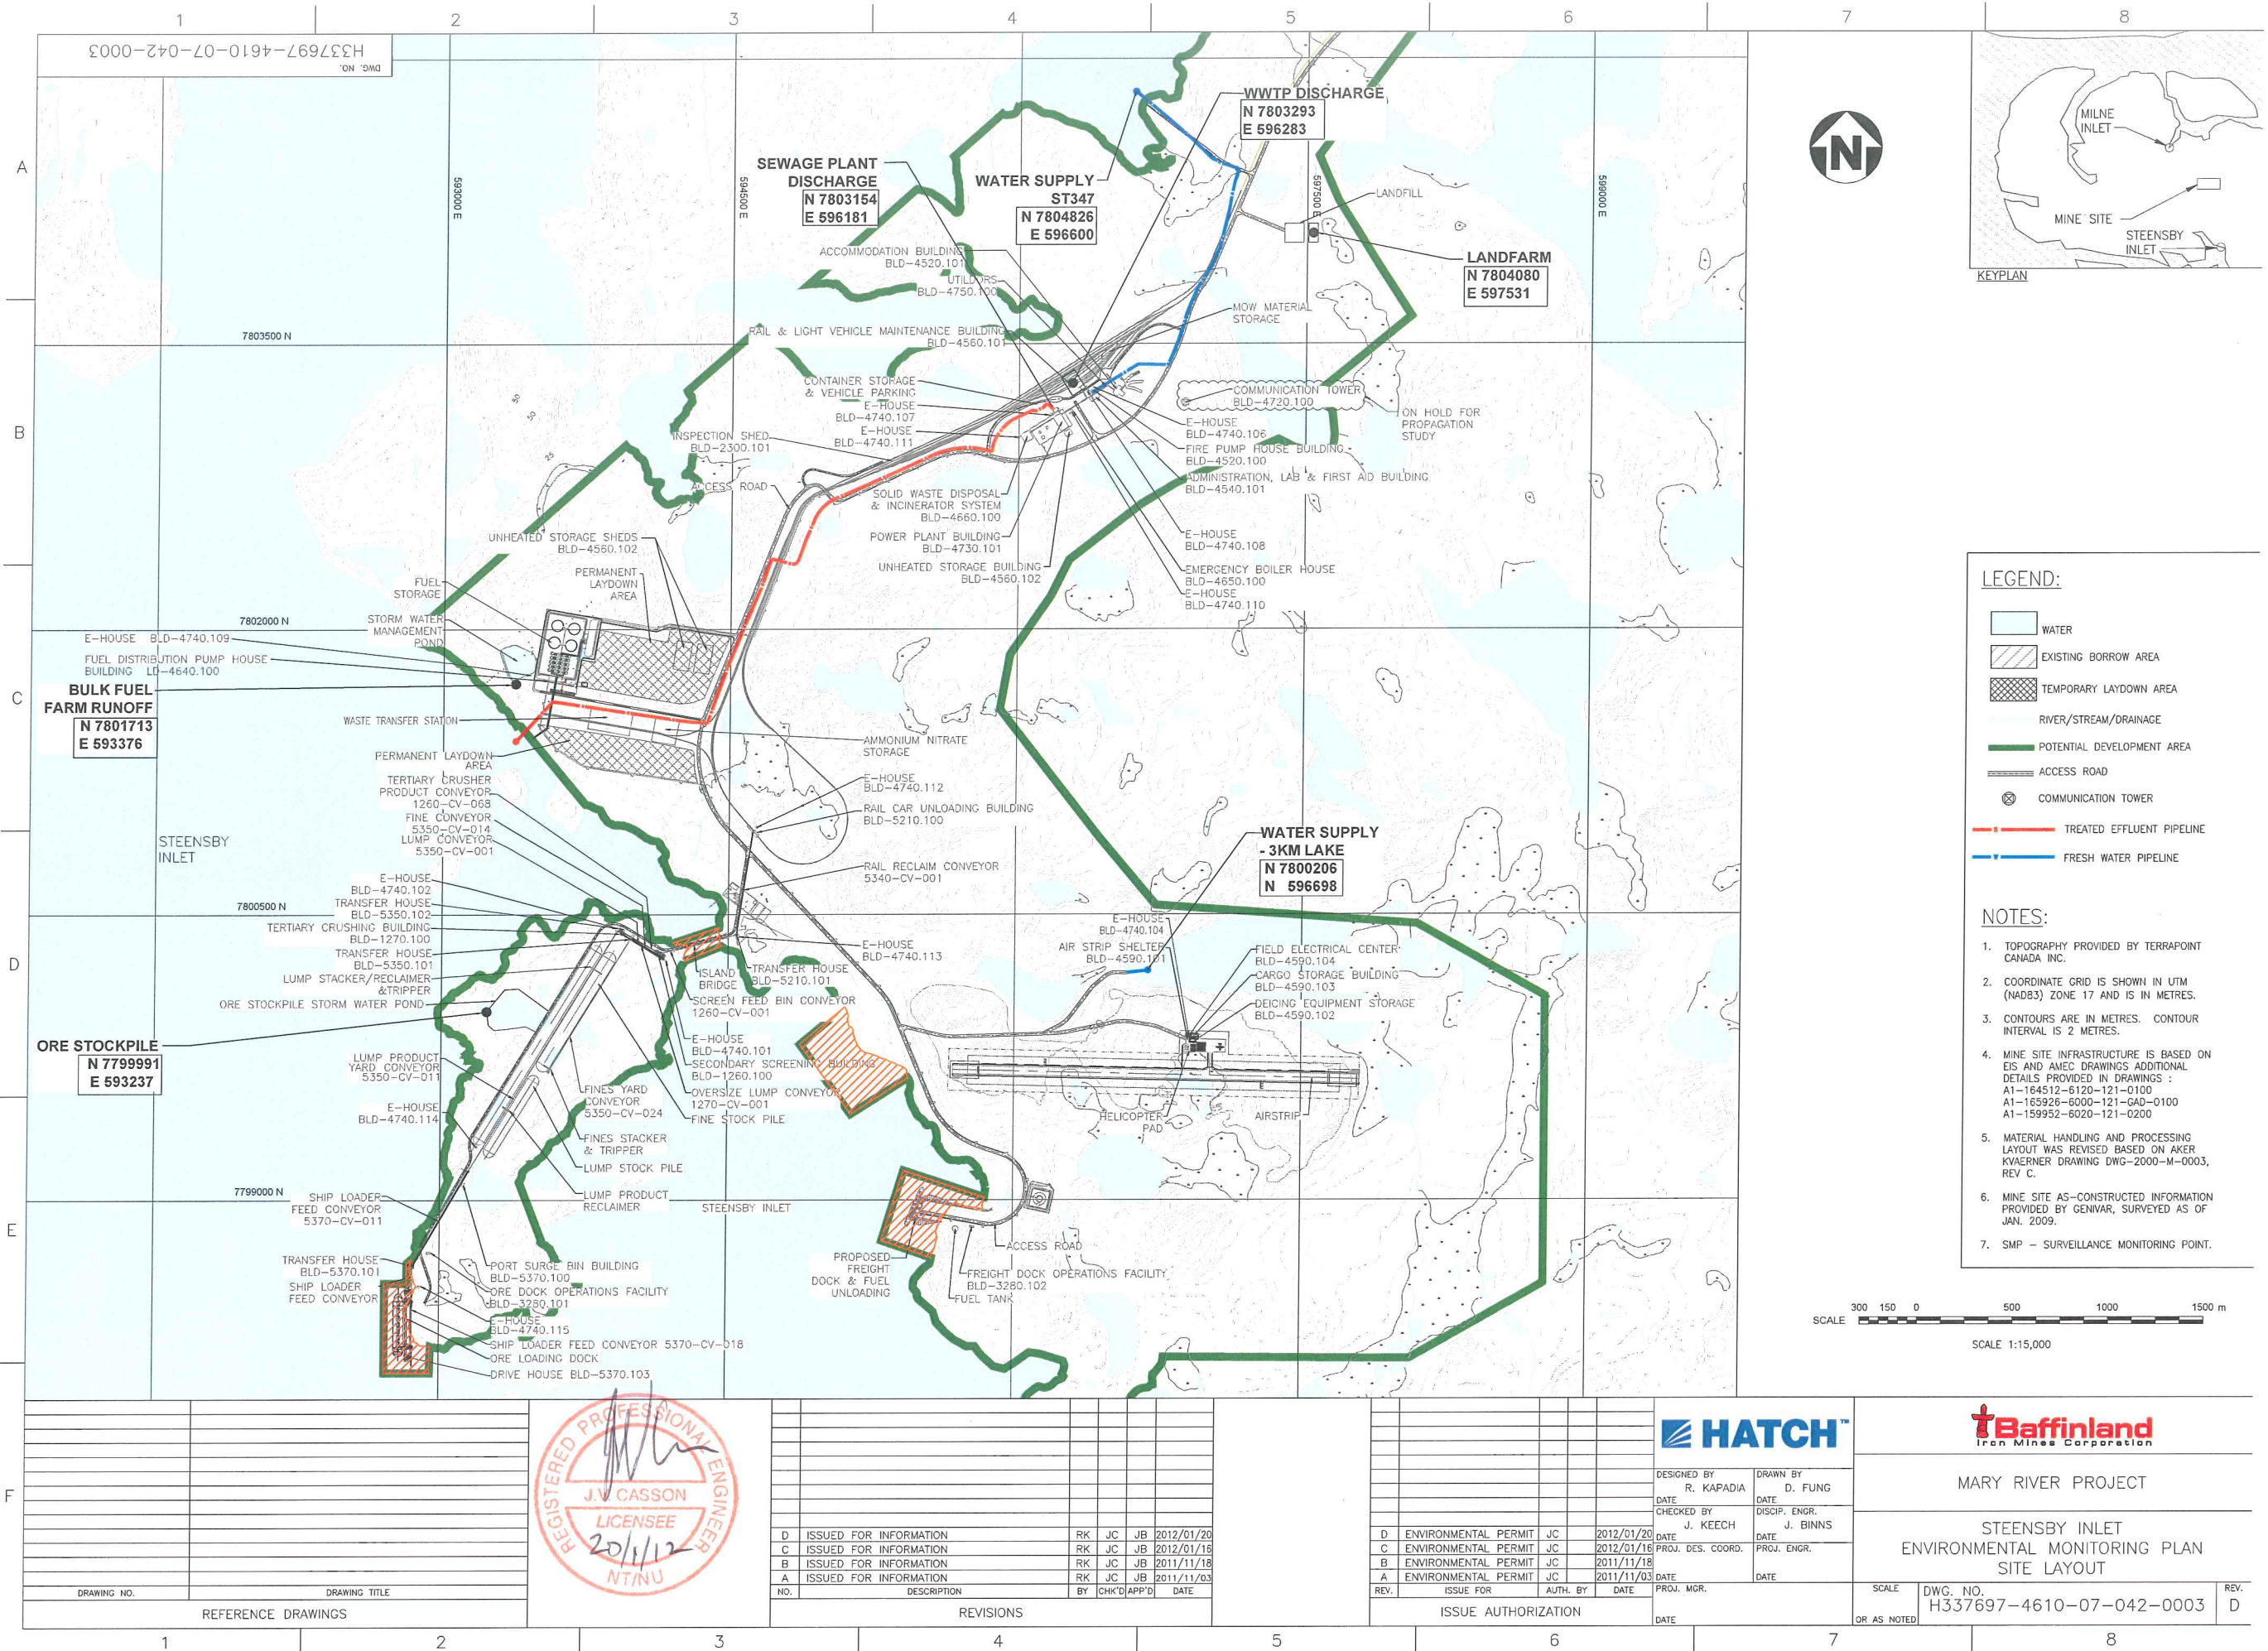 1 2 3 4 5 6 7 8
DWG. NO.
H337697-4610-07-042-0003
A
B
C
D
E
F
593000 E
594500 E
597500 E
599000 E
7803500 N
7802000 N
7800500 N
7799000 N
WWTP DISCHARGE
N 7803293
E 596283
SEWAGE PLANT
DISCHARGE
N 7803154
E 596181
WATER SUPPLY
ST347
N 7804826
E 596600
LANDFILL
LANDFARM
N 7804080
E 597531
ACCOMMODATION BUILDING
BLD-4520.101
UTILIDORS
BLD-4750.100
RAIL & LIGHT VEHICLE MAINTENANCE BUILDING
BLD-4560.101
MOW MATERIAL
STORAGE
CONTAINER STORAGE
& VEHICLE PARKING
E-HOUSE
BLD-4740.107
E-HOUSE
BLD-4740.111
INSPECTION SHED
BLD-2300.101
ACCESS ROAD
COMMUNICATION TOWER
BLD-4720.100
ON HOLD FOR
PROPAGATION
STUDY
E-HOUSE
BLD-4740.106
FIRE PUMP HOUSE BUILDING
BLD-4520.100
ADMINISTRATION, LAB & FIRST AID BUILDING
BLD-4540.101
SOLID WASTE DISPOSAL
& INCINERATOR SYSTEM
BLD-4660.100
POWER PLANT BUILDING
BLD-4730.101
UNHEATED STORAGE BUILDING
BLD-4560.102
E-HOUSE
BLD-4740.108
EMERGENCY BOILER HOUSE
BLD-4650.100
E-HOUSE
BLD-4740.110
50
50
25
UNHEATED STORAGE SHEDS
BLD-4560.102
PERMANENT
LAYDOWN
AREA
FUEL
STORAGE
STORM WATER
MANAGEMENT
POND
E-HOUSE BLD-4740.109
FUEL DISTRIBUTION PUMP HOUSE
BUILDING LD-4640.100
BULK FUEL
FARM RUNOFF
N 7801713
E 593376
WASTE TRANSFER STATION
PERMANENT LAYDOWN
AREA
AMMONIUM NITRATE
STORAGE
TERTIARY CRUSHER
PRODUCT CONVEYOR
1260-CV-068
FINE CONVEYOR
5350-CV-014
LUMP CONVEYOR
5350-CV-001
E-HOUSE
BLD-4740.112
RAIL CAR UNLOADING BUILDING
BLD-5210.100
STEENSBY
INLET
RAIL RECLAIM CONVEYOR
5340-CV-001
WATER SUPPLY
- 3KM LAKE
N 7800206
N 596698
E-HOUSE
BLD-4740.102
TRANSFER HOUSE
BLD-5350.102
TERTIARY CRUSHING BUILDING
BLD-1270.100
TRANSFER HOUSE
BLD-5350.101
LUMP STACKER/RECLAIMER
&TRIPPER
ORE STOCKPILE STORM WATER POND
ORE STOCKPILE
N 7799991
E 593237
E-HOUSE
BLD-4740.113
ISLAND
BRIDGE
TRANSFER HOUSE
BLD-5210.101
SCREEN FEED BIN CONVEYOR
1260-CV-001
E-HOUSE
BLD-4740.101
SECONDARY SCREENING BUILDING
BLD-1260.100
OVERSIZE LUMP CONVEYOR
1270-CV-001
FINE STOCK PILE
E-HOUSE
BLD-4740.104
AIR STRIP SHELTER
BLD-4590.101
FIELD ELECTRICAL CENTER
BLD-4590.104
CARGO STORAGE BUILDING
BLD-4590.103
DEICING EQUIPMENT STORAGE
BLD-4590.102
HELICOPTER
PAD
AIRSTRIP
LUMP PRODUCT
YARD CONVEYOR
5350-CV-011
E-HOUSE
BLD-4740.114
FINES YARD
CONVEYOR
5350-CV-024
FINES STACKER
& TRIPPER
LUMP STOCK PILE
LUMP PRODUCT
RECLAIMER
STEENSBY INLET
SHIP LOADER
FEED CONVEYOR
5370-CV-011
TRANSFER HOUSE
BLD-5370.101
SHIP LOADER
FEED CONVEYOR
PORT SURGE BIN BUILDING
BLD-5370.100
ORE DOCK OPERATIONS FACILITY
BLD-3280.101
E-HOUSE
BLD-4740.115
SHIP LOADER FEED CONVEYOR 5370-CV-018
ORE LOADING DOCK
DRIVE HOUSE BLD-5370.103
PROPOSED
FREIGHT
DOCK & FUEL
UNLOADING
ACCESS ROAD
FREIGHT DOCK OPERATIONS FACILITY
BLD-3280.102
FUEL TANK
N
MILNE
INLET
MINE SITE
STEENSBY
INLET
KEYPLAN
LEGEND:
WATER
EXISTING BORROW AREA
TEMPORARY LAYDOWN AREA
RIVER/STREAM/DRAINAGE
POTENTIAL DEVELOPMENT AREA
ACCESS ROAD
COMMUNICATION TOWER
TREATED EFFLUENT PIPELINE
FRESH WATER PIPELINE
NOTES:
1. TOPOGRAPHY PROVIDED BY TERRAPOINT
CANADA INC.
2. COORDINATE GRID IS SHOWN IN UTM
(NAD83) ZONE 17 AND IS IN METRES.
3. CONTOURS ARE IN METRES. CONTOUR
INTERVAL IS 2 METRES.
4. MINE SITE INFRASTRUCTURE IS BASED ON
EIS AND AMEC DRAWINGS ADDITIONAL
DETAILS PROVIDED IN DRAWINGS :
A1-164512-6120-121-0100
A1-165926-6000-121-GAD-0100
A1-159952-6020-121-0200
5. MATERIAL HANDLING AND PROCESSING
LAYOUT WAS REVISED BASED ON AKER
KVAERNER DRAWING DWG-2000-M-0003,
REV C.
6. MINE SITE AS-CONSTRUCTED INFORMATION
PROVIDED BY GENIVAR, SURVEYED AS OF
JAN. 2009.
7. SMP - SURVEILLANCE MONITORING POINT.
SCALE 300 150 0 500 1000 1500 m
SCALE 1:15,000
DRAWING NO. DRAWING TITLE
REFERENCE DRAWINGS
REGISTERED PROFESSIONAL ENGINEER
J.V. CASSON
LICENSEE
20/1/12
NT/NU
D ISSUED FOR INFORMATION RK JC JB 2012/01/20
C ISSUED FOR INFORMATION RK JC JB 2012/01/16
B ISSUED FOR INFORMATION RK JC JB 2011/11/18
A ISSUED FOR INFORMATION RK JC JB 2011/11/03
NO. DESCRIPTION BY CHK'D APP'D DATE
REVISIONS
D ENVIRONMENTAL PERMIT JC 2012/01/20
C ENVIRONMENTAL PERMIT JC 2012/01/16
B ENVIRONMENTAL PERMIT JC 2011/11/18
A ENVIRONMENTAL PERMIT JC 2011/11/03
REV. ISSUE FOR AUTH. BY DATE
ISSUE AUTHORIZATION
HATCH™
DESIGNED BY DRAWN BY
R. KAPADIA D. FUNG
DATE DATE
CHECKED BY DISCIP. ENGR.
J. KEECH J. BINNS
DATE DATE
PROJ. DES. COORD. PROJ. ENGR.
DATE DATE
PROJ. MGR.
DATE
Baffinland
Iron Mines Corporation
MARY RIVER PROJECT
STEENSBY INLET
ENVIRONMENTAL MONITORING PLAN
SITE LAYOUT
SCALE
OR AS NOTED
DWG. NO.
H337697-4610-07-042-0003
REV.
D
1 2 3 4 5 6 7 8